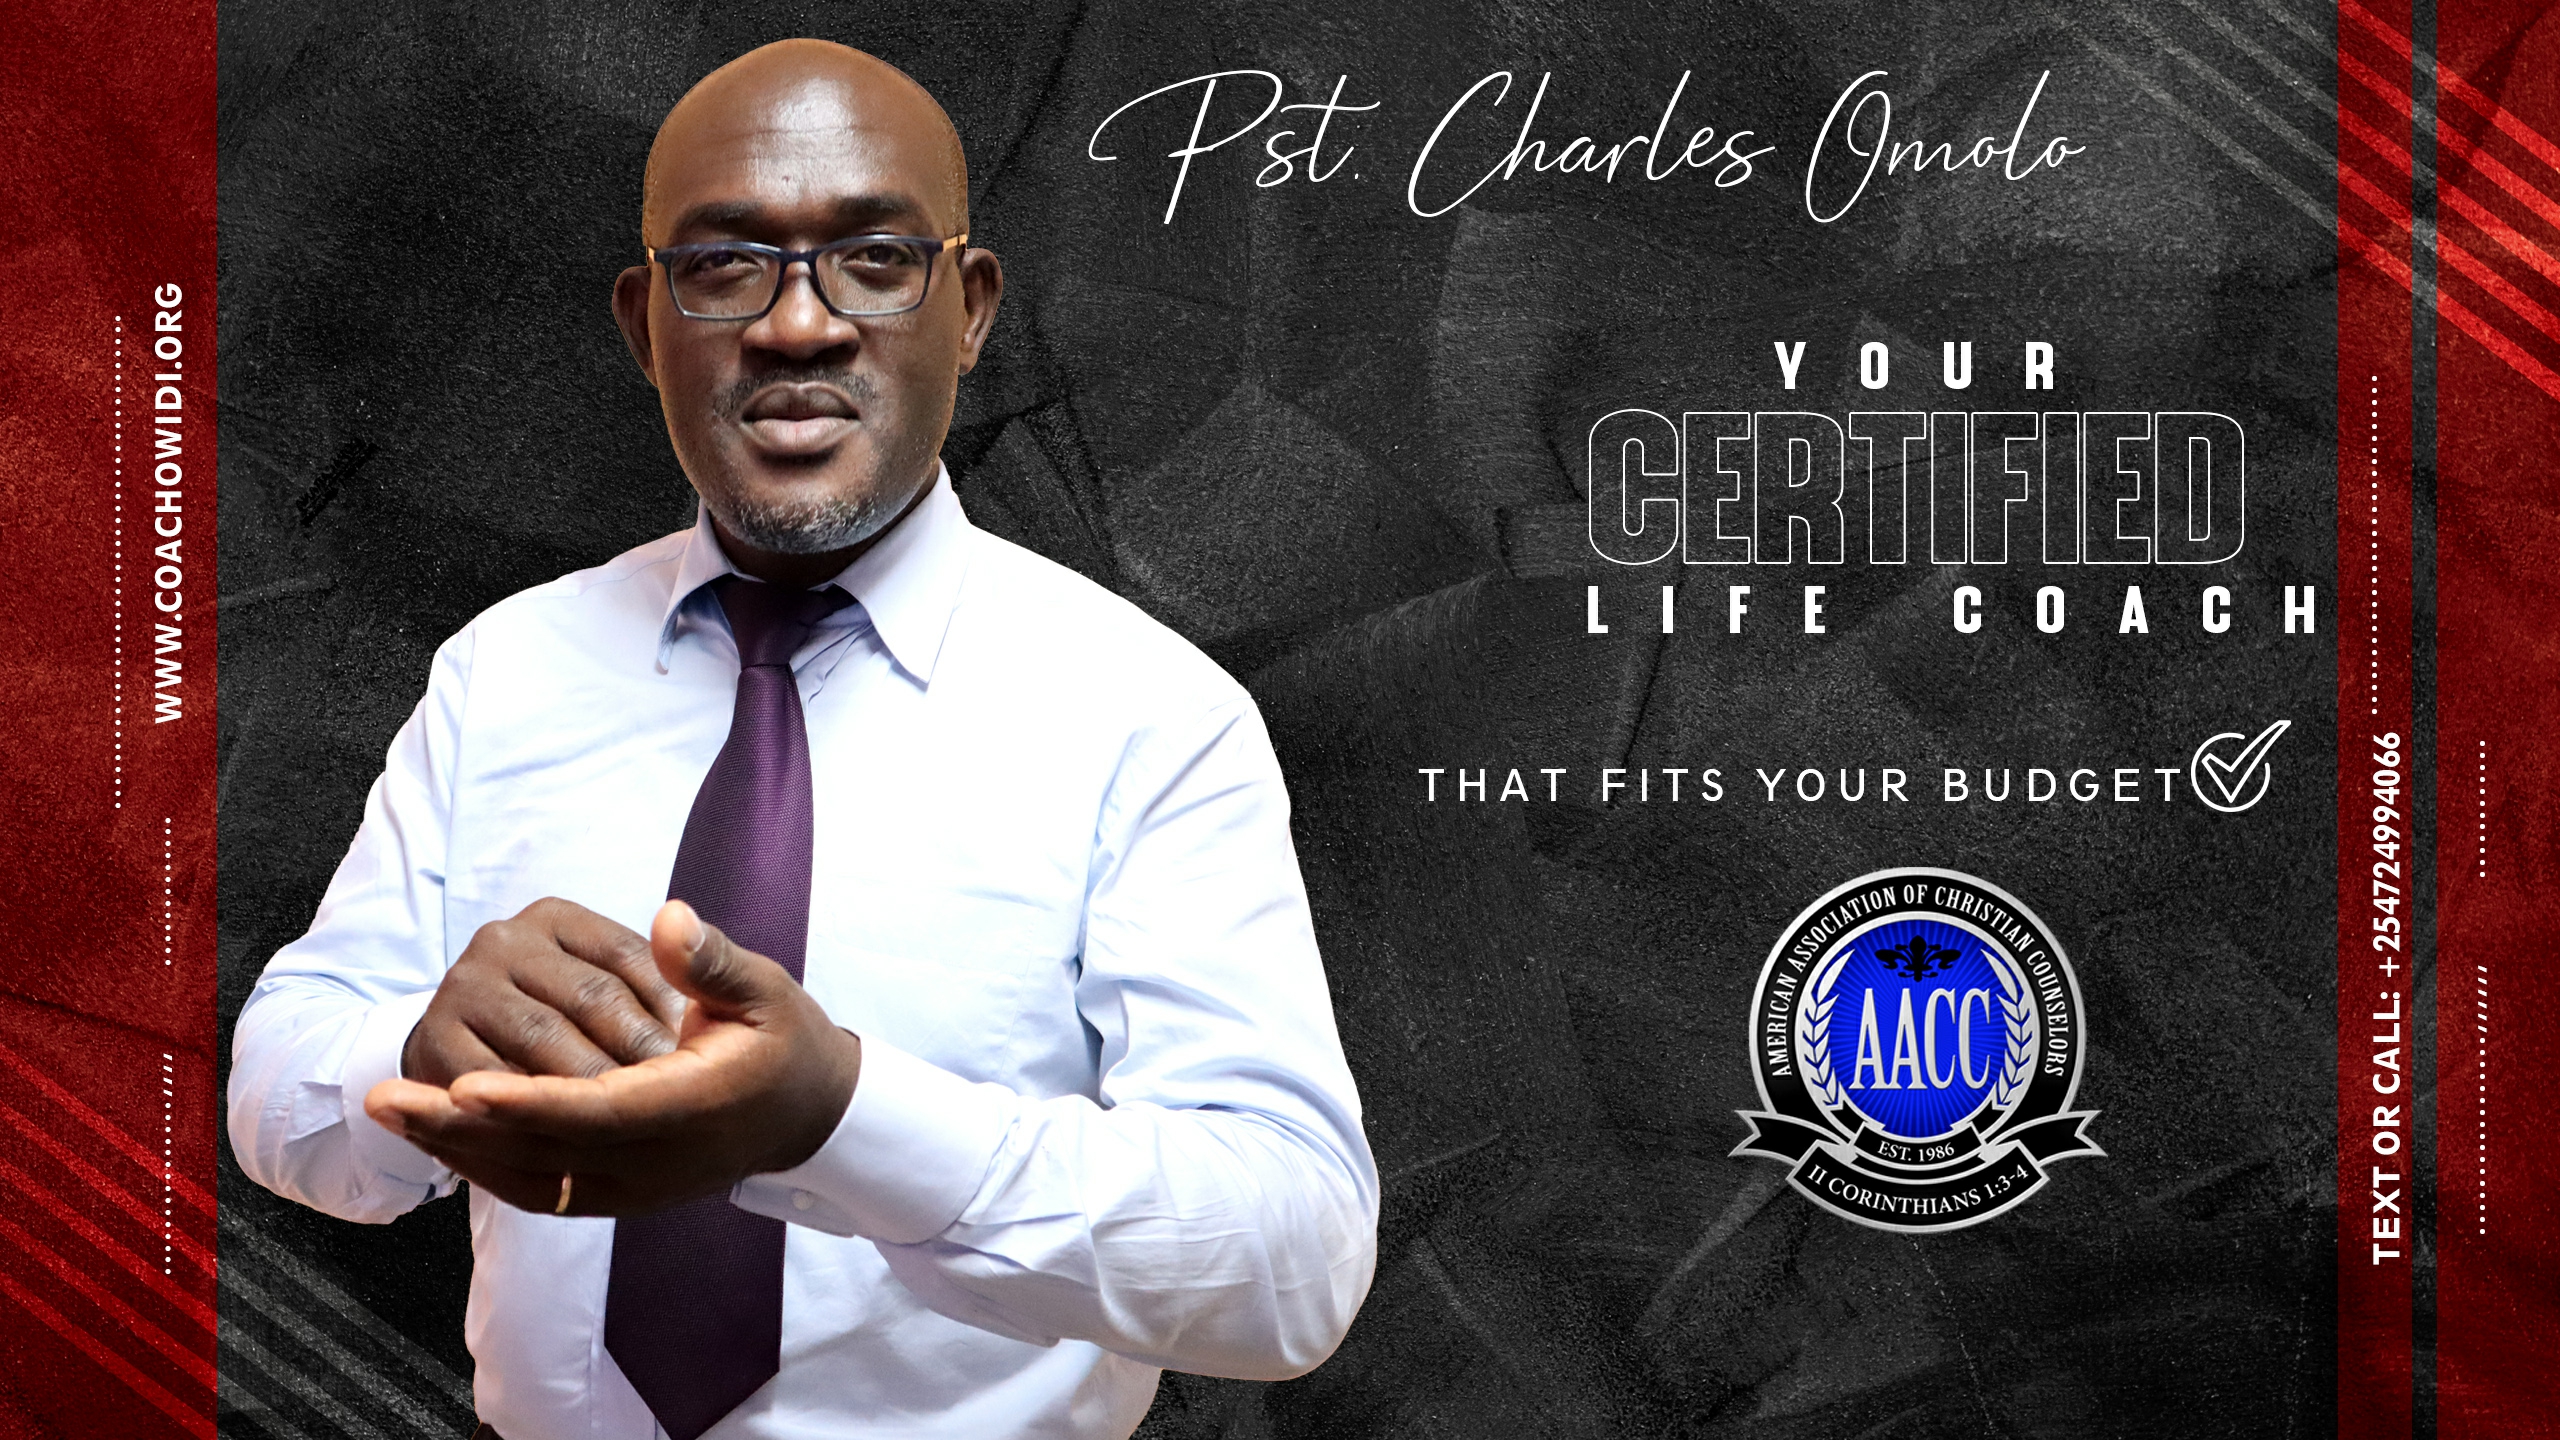 WWW.COACHOWIDI.ORG
Pst. Charles Omolo
YOUR
CERTIFIED
LIFE COACH
THAT FITS YOUR BUDGET
AMERICAN ASSOCIATION OF CHRISTIAN COUNSELORS
AACC
EST. 1986
II CORINTHIANS 1:3-4
TEXT OR CALL: +254724994066